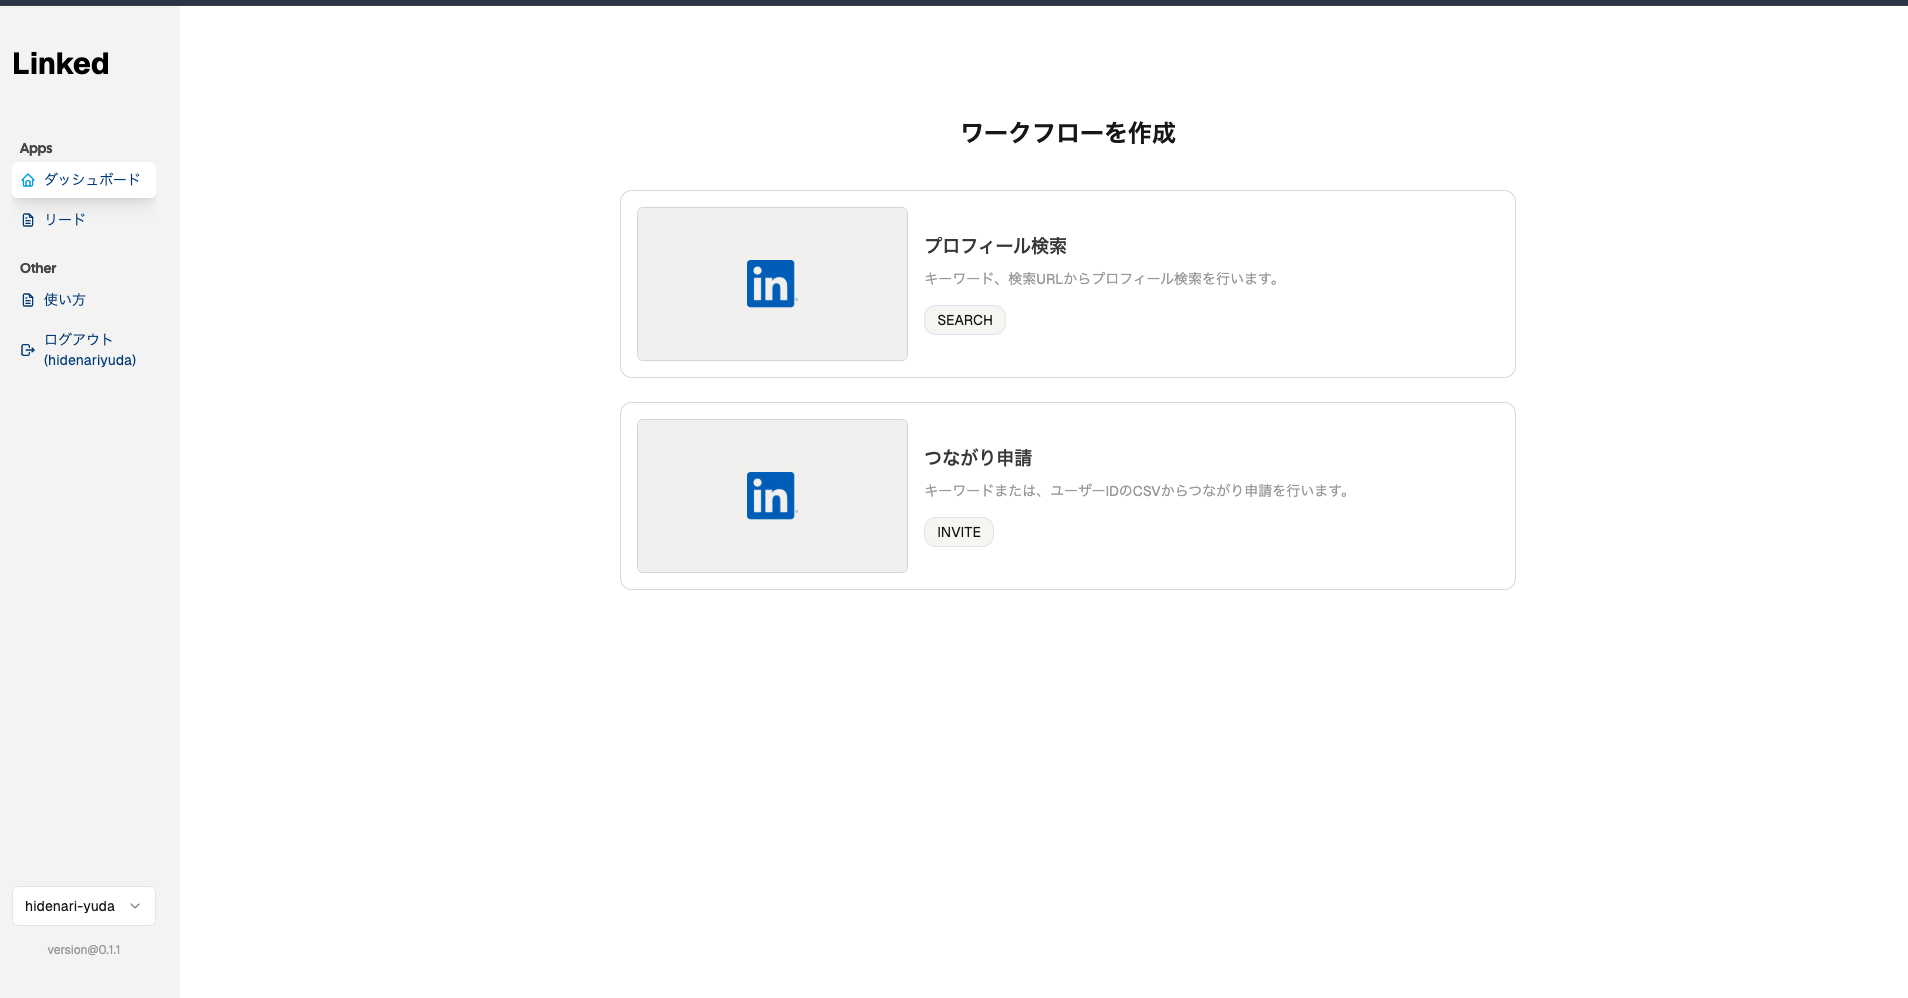 Linked
Apps
ダッシュボード
リード
Other
使い方
ログアウト
(hidenariyuda)
hidenari-yuda
version@0.1.1
ワークフローを作成
in
プロフィール検索
キーワード、検索URLからプロフィール検索を行います。
SEARCH
in
つながり申請
キーワードまたは、ユーザーIDのCSVからつながり申請を行います。
INVITE